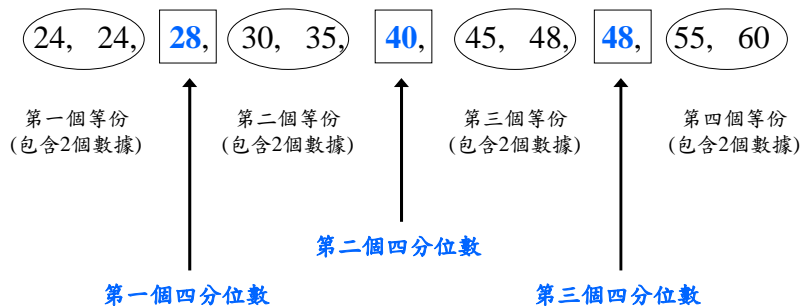 24, 24, 28, 30, 35, 40, 45, 48, 48, 55, 60
第一個等份 第二個等份 第三個等份 第四個等份
(包含2個數據) (包含2個數據) (包含2個數據) (包含2個數據)
第二個四分位數
第一個四分位數 第三個四分位數